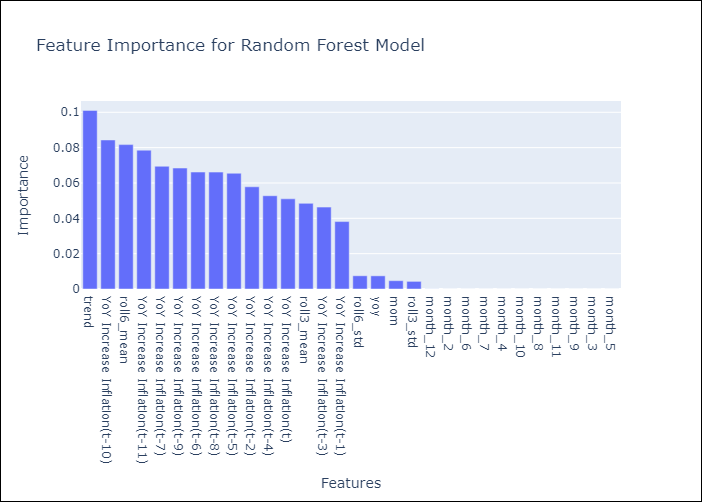 Feature Importance for Random Forest Model
Importance
0.1
0.08
0.06
0.04
0.02
0
trend
YoY Increase Inflation(t-10)
roll6_mean
YoY Increase Inflation(t-11)
YoY Increase Inflation(t-7)
YoY Increase Inflation(t-9)
YoY Increase Inflation(t-6)
YoY Increase Inflation(t-8)
YoY Increase Inflation(t-5)
YoY Increase Inflation(t-2)
YoY Increase Inflation(t-4)
YoY Increase Inflation(t)
roll3_mean
YoY Increase Inflation(t-3)
YoY Increase Inflation(t-1)
roll6_std
yoy
mom
roll3_std
month_12
month_2
month_6
month_7
month_4
month_10
month_8
month_11
month_9
month_3
month_5
Features